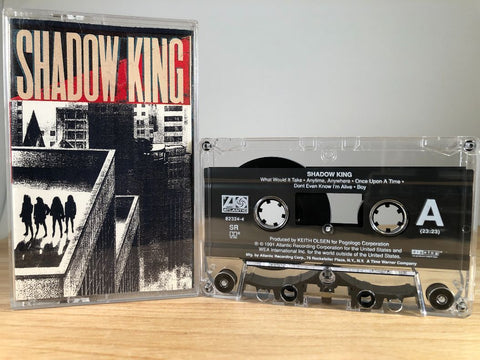 SHADOW KING
SHADOW KING
What Would It Take • Anytime, Anywhere • Once Upon A Time •
Dont Even Know I'm Alive • Boy
ATLANTIC
82324-4
SR
A
(23:23)
Produced by KEITH OLSEN for Pogologo Corporation
℗ © 1991 Atlantic Recording Corporation for the United States and
WEA International Inc. for the world outside of the United States.
Mfg. by Atlantic Recording Corp., 75 Rockefeller Plaza, N.Y., N.Y. A Time Warner Company